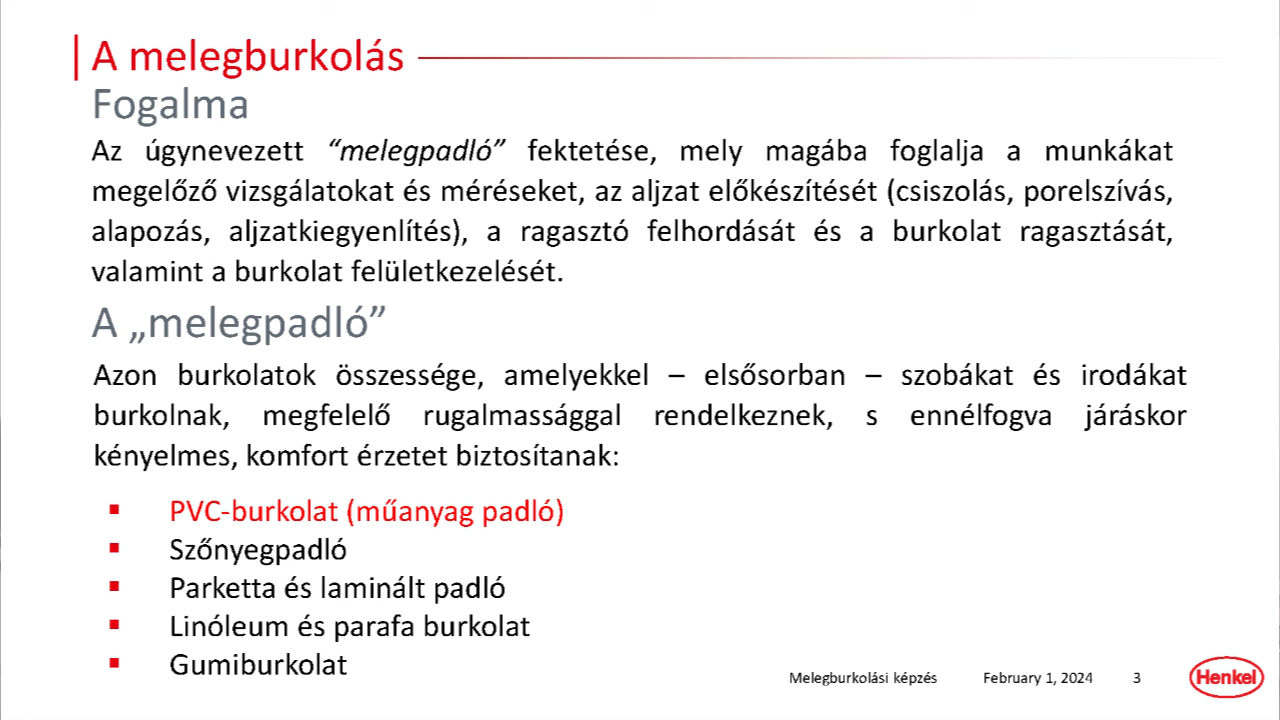 A melegburkolás
Fogalma
Az úgynevezett “melegpadló” fektetése, mely magába foglalja a munkákat
megelőző vizsgálatokat és méréseket, az aljzat előkészítését (csiszolás, porelszívás,
alapozás, aljzatkiegyenlítés), a ragasztó felhordását és a burkolat ragasztását,
valamint a burkolat felületkezelését.
A „melegpadló”
Azon burkolatok összessége, amelyekkel – elsősorban – szobákat és irodákat
burkolnak, megfelelő rugalmassággal rendelkeznek, s ennélfogva járáskor
kényelmes, komfort érzetet biztosítanak:
▪ PVC-burkolat (műanyag padló)
▪ Szőnyegpadló
▪ Parketta és laminált padló
▪ Linóleum és parafa burkolat
▪ Gumiburkolat
Melegburkolási képzés February 1, 2024 3 Henkel